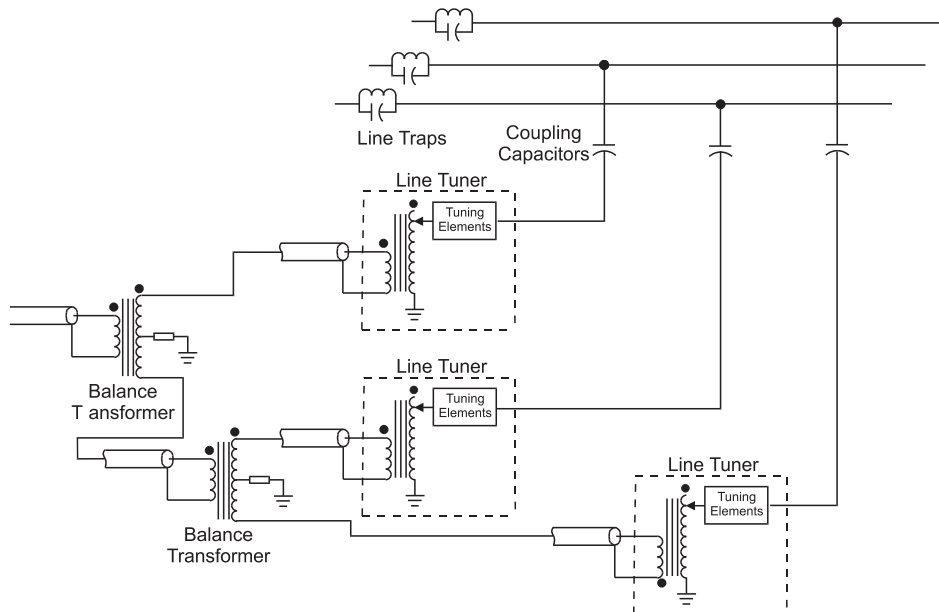 Line Traps
Coupling
Capacitors
Line Tuner
Tuning
Elements
Balance
T ansformer
Line Tuner
Tuning
Elements
Balance
Transformer
Line Tuner
Tuning
Elements